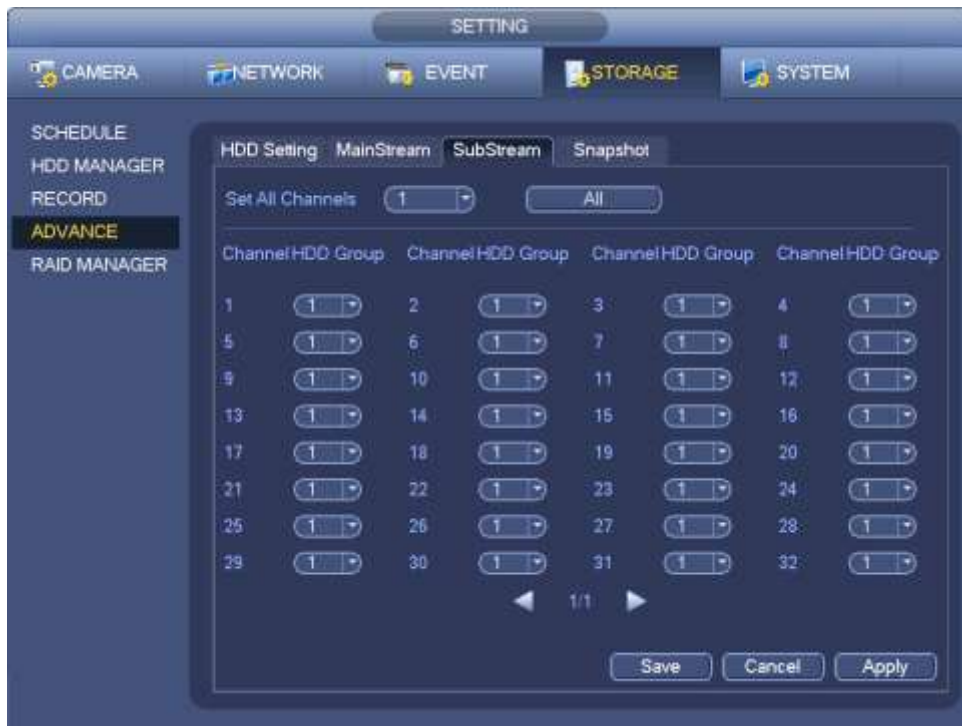 SETTING
CAMERA NETWORK EVENT STORAGE SYSTEM
SCHEDULE
HDD MANAGER
RECORD
ADVANCE
RAID MANAGER
HDD Setting MainStream SubStream Snapshot
Set All Channels 1 All
Channel HDD Group Channel HDD Group Channel HDD Group Channel HDD Group
1 1 2 1 3 1 4 1
5 1 6 1 7 1 8 1
9 1 10 1 11 1 12 1
13 1 14 1 15 1 16 1
17 1 18 1 19 1 20 1
21 1 22 1 23 1 24 1
25 1 26 1 27 1 28 1
29 1 30 1 31 1 32 1
1/1
Save Cancel Apply